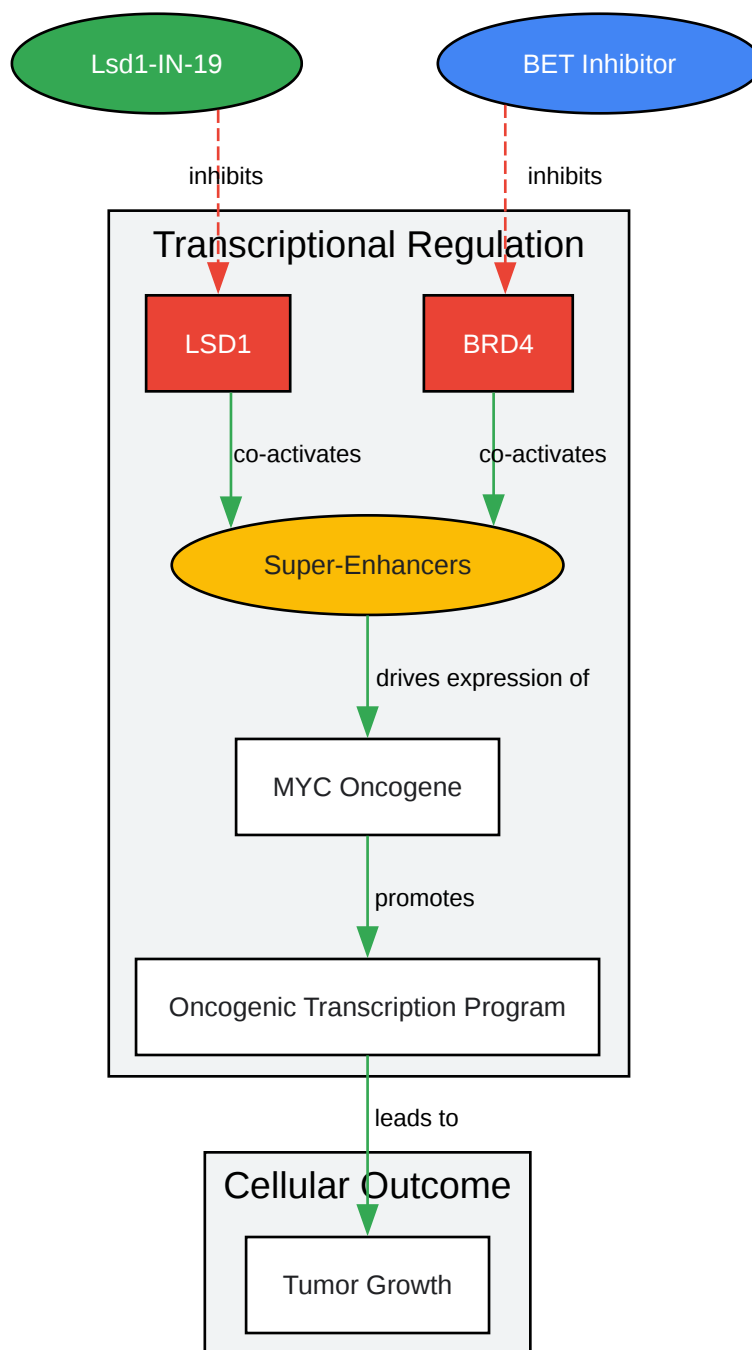 Lsd1-IN-19
BET Inhibitor
inhibits
inhibits
Transcriptional Regulation
LSD1
BRD4
co-activates
co-activates
Super-Enhancers
drives expression of
MYC Oncogene
promotes
Oncogenic Transcription Program
leads to
Cellular Outcome
Tumor Growth